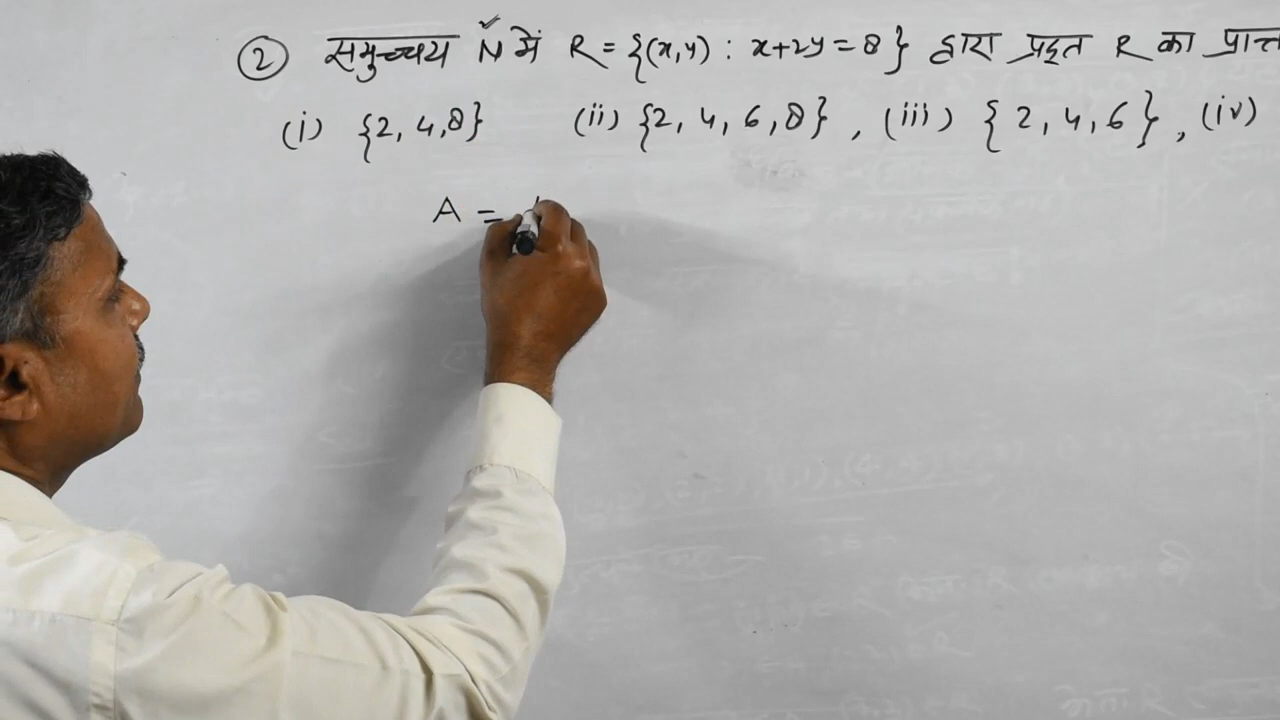 ② समुच्चय N में R = {(x,y) : x+2y = 8} द्वारा प्रदत्त R का प्रान्त
(i) {2, 4, 8} (ii) {2, 4, 6, 8} , (iii) { 2, 4, 6 } , (iv)
A =